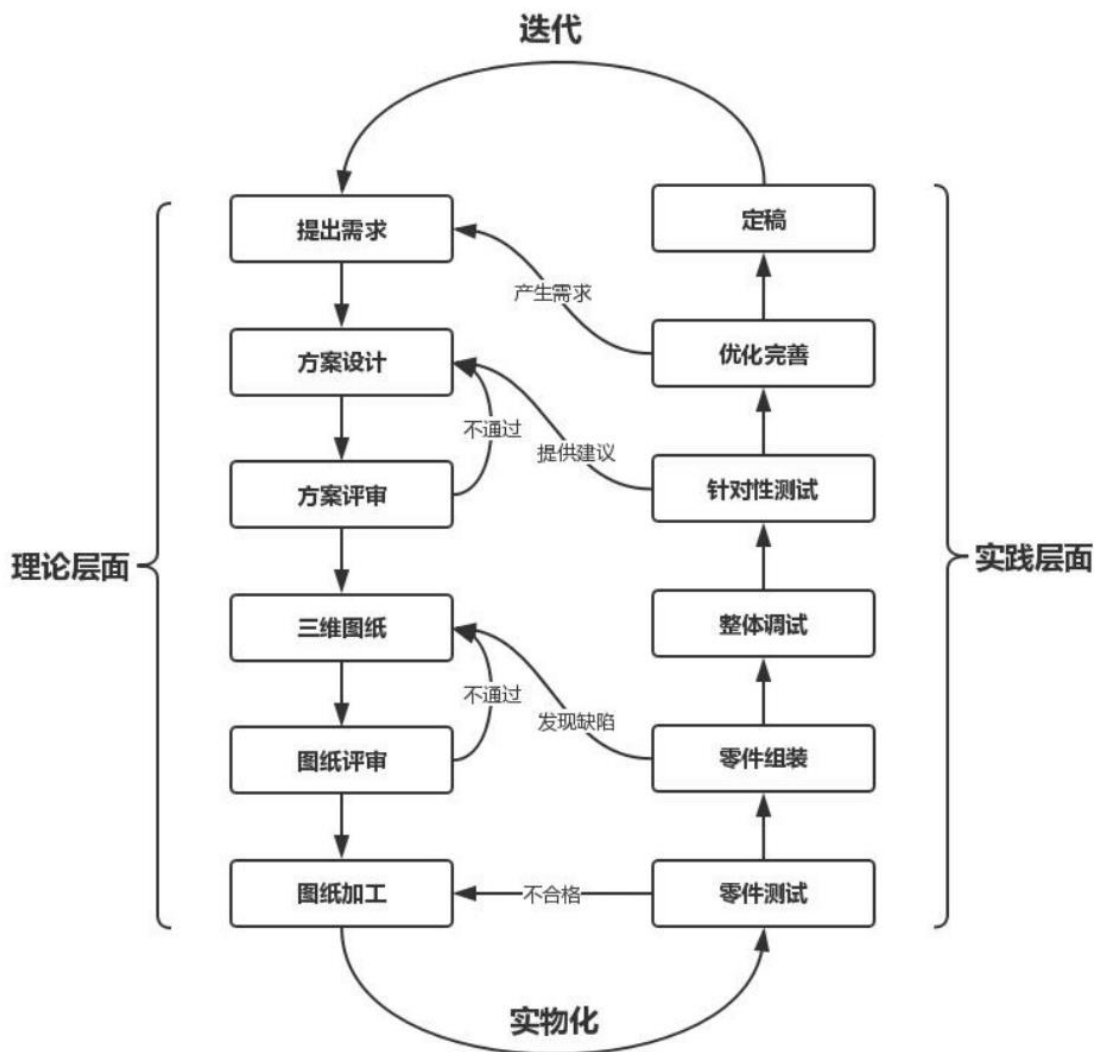 迭代
提出需求
定稿
产生需求
方案设计
优化完善
不通过
提供建议
方案评审
针对性测试
理论层面
实践层面
三维图纸
整体调试
不通过
发现缺陷
图纸评审
零件组装
图纸加工
不合格
零件测试
实物化